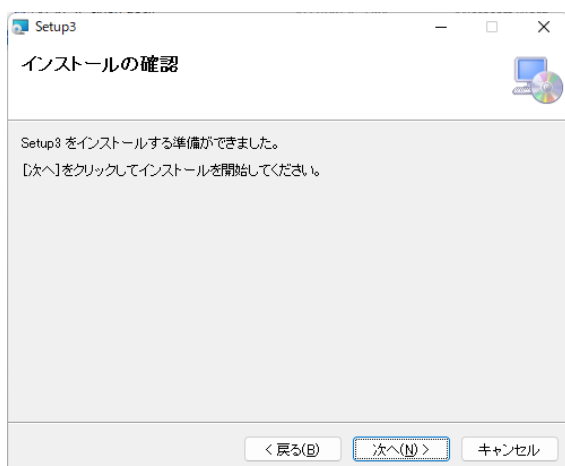 Setup3
インストールの確認
Setup3 をインストールする準備ができました。
[次へ]をクリックしてインストールを開始してください。
< 戻る(B)
次へ(N) >
キャンセル